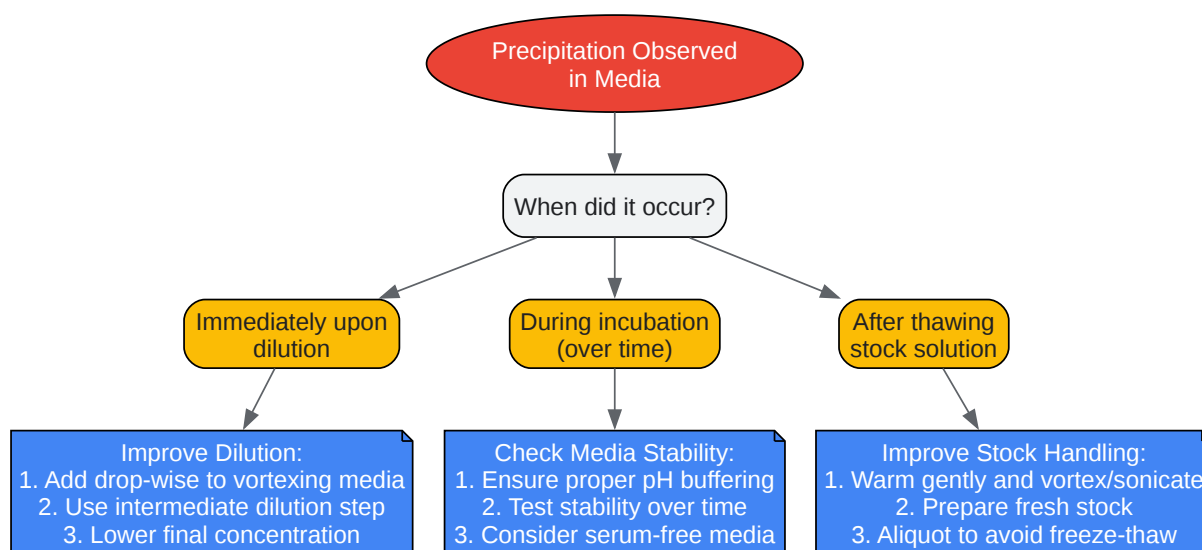 Precipitation Observed
in Media
When did it occur?
Immediately upon
dilution
During incubation
(over time)
After thawing
stock solution
Improve Dilution:
1. Add drop-wise to vortexing media
2. Use intermediate dilution step
3. Lower final concentration
Check Media Stability:
1. Ensure proper pH buffering
2. Test stability over time
3. Consider serum-free media
Improve Stock Handling:
1. Warm gently and vortex/sonicate
2. Prepare fresh stock
3. Aliquot to avoid freeze-thaw